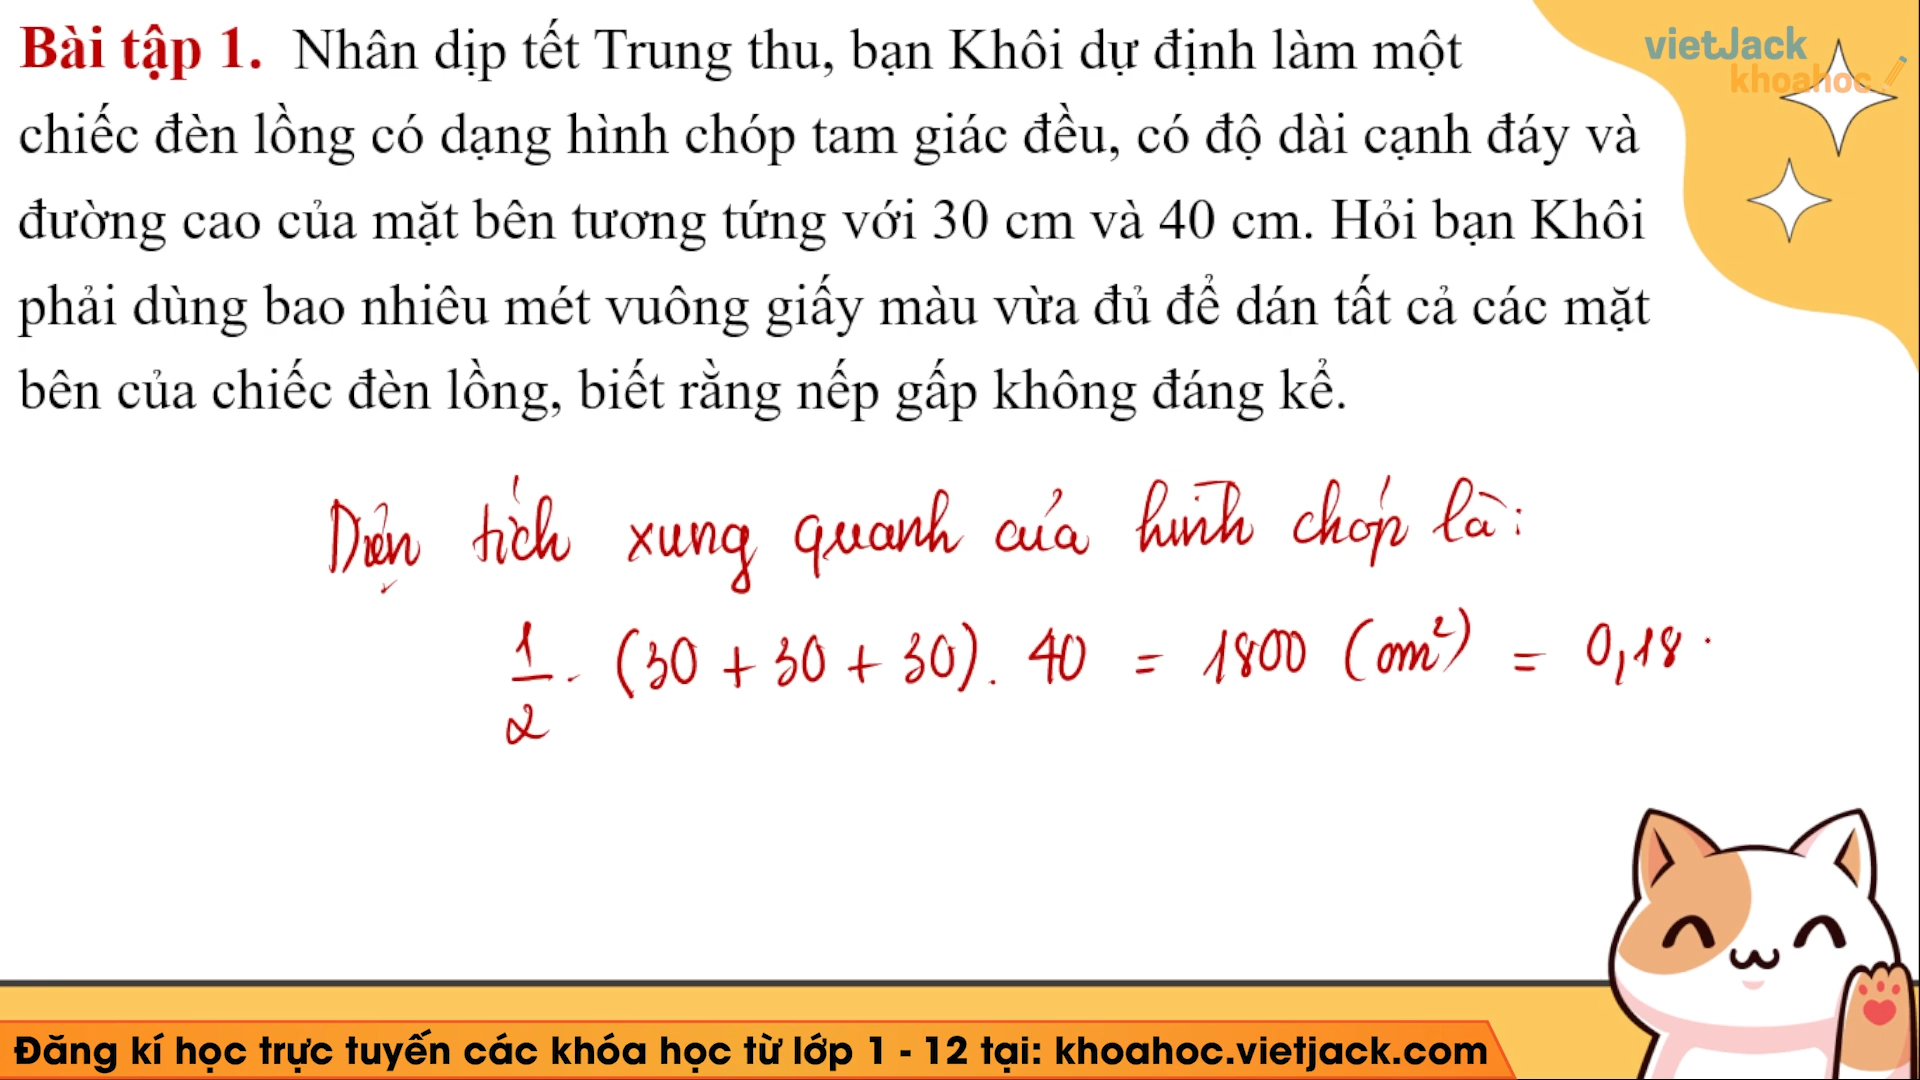 Bài tập 1. Nhân dịp tết Trung thu, bạn Khôi dự định làm một
chiếc đèn lồng có dạng hình chóp tam giác đều, có độ dài cạnh đáy và
đường cao của mặt bên tương tứng với 30 cm và 40 cm. Hỏi bạn Khôi
phải dùng bao nhiêu mét vuông giấy màu vừa đủ để dán tất cả các mặt
bên của chiếc đèn lồng, biết rằng nếp gấp không đáng kể.
Diện tích xung quanh của hình chóp là:
1/2 . (30 + 30 + 30) . 40 = 1800 (cm²) = 0,18
vietJack
khoahoc
Đăng kí học trực tuyến các khóa học từ lớp 1 - 12 tại: khoahoc.vietjack.com